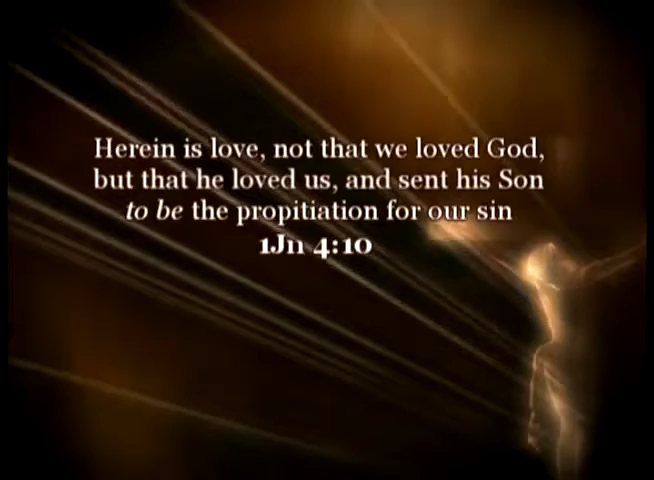 Herein is love, not that we loved God,
but that he loved us, and sent his Son
to be the propitiation for our sin
1Jn 4:10